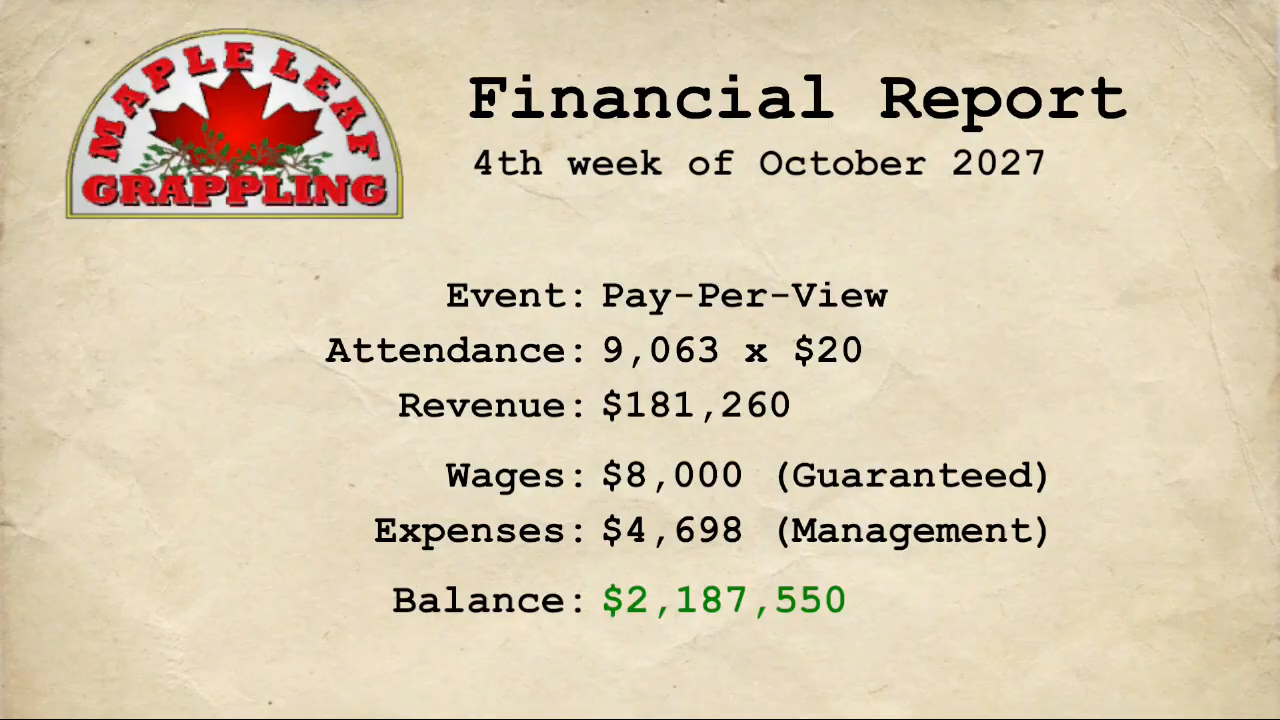 MAPLE LEAF
GRAPPLING
Financial Report
4th week of October 2027
Event: Pay-Per-View
Attendance: 9,063 x $20
Revenue: $181,260
Wages: $8,000 (Guaranteed)
Expenses: $4,698 (Management)
Balance: $2,187,550